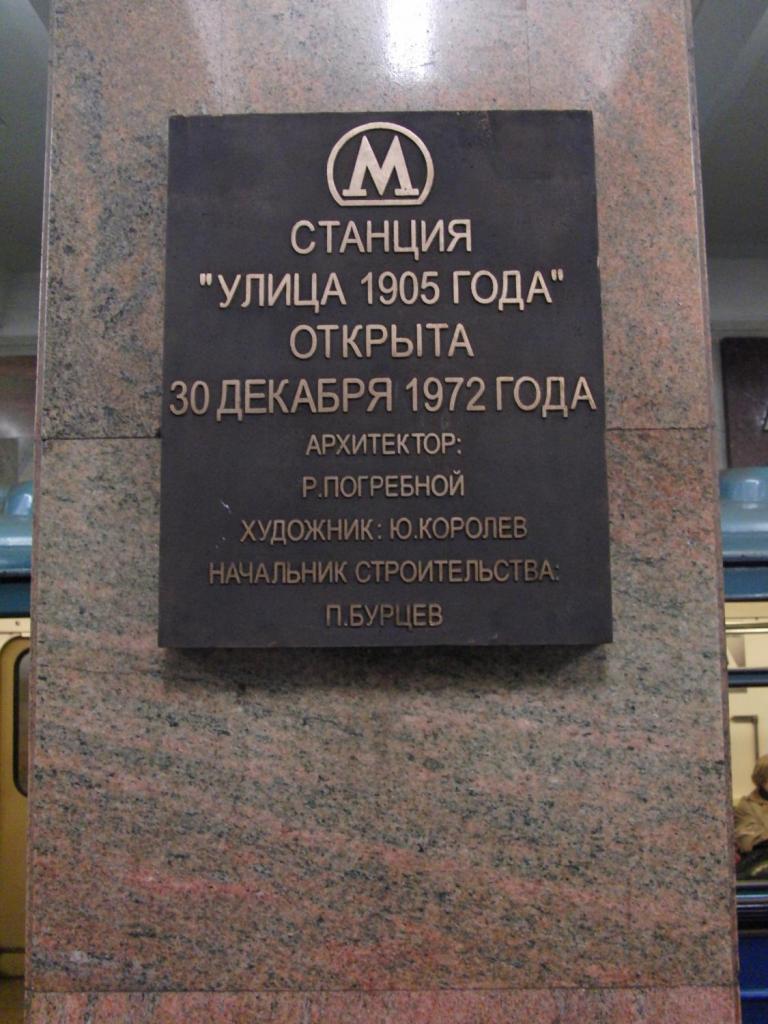 М
СТАНЦИЯ
"УЛИЦА 1905 ГОДА"
ОТКРЫТА
30 ДЕКАБРЯ 1972 ГОДА
АРХИТЕКТОР:
Р.ПОГРЕБНОЙ
ХУДОЖНИК: Ю.КОРОЛЕВ
НАЧАЛЬНИК СТРОИТЕЛЬСТВА:
П.БУРЦЕВ